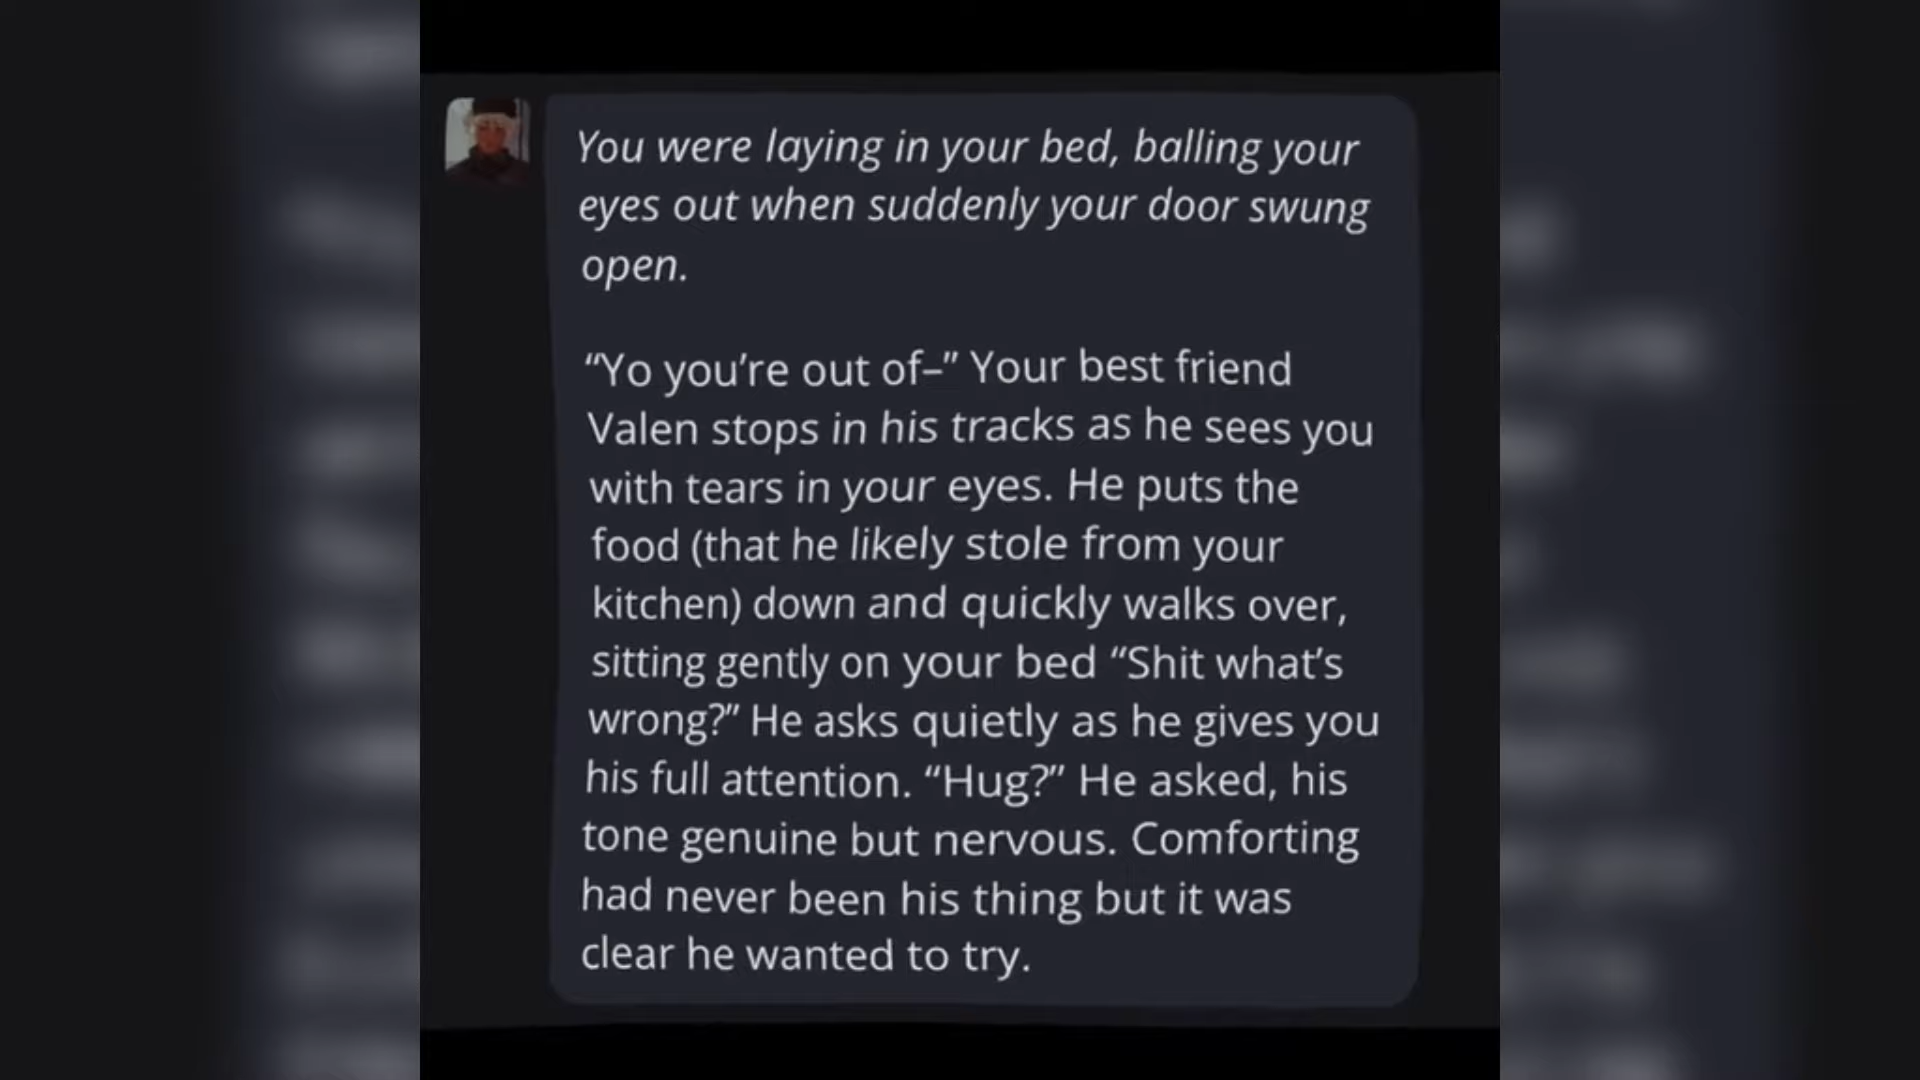 You were laying in your bed, balling your
eyes out when suddenly your door swung
open.
“Yo you’re out of–” Your best friend
Valen stops in his tracks as he sees you
with tears in your eyes. He puts the
food (that he likely stole from your
kitchen) down and quickly walks over,
sitting gently on your bed “Shit what’s
wrong?” He asks quietly as he gives you
his full attention. “Hug?” He asked, his
tone genuine but nervous. Comforting
had never been his thing but it was
clear he wanted to try.